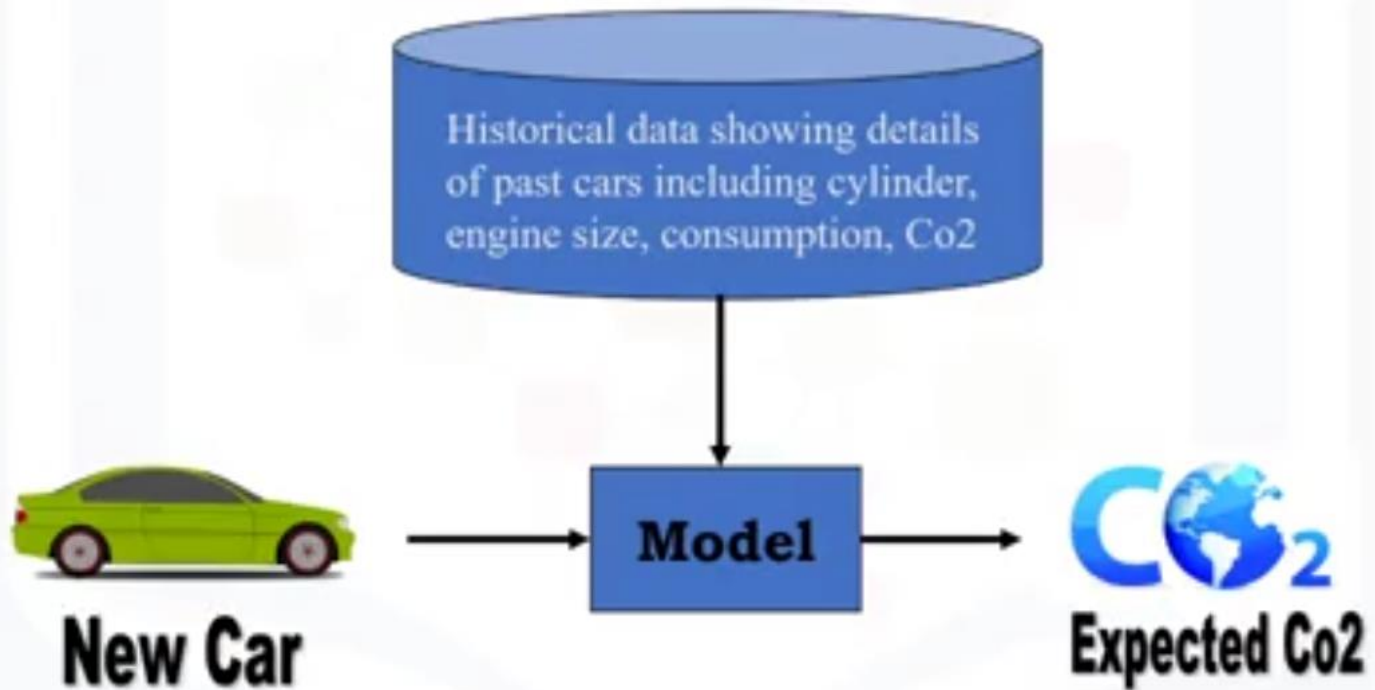 Historical data showing details
of past cars including cylinder,
engine size, consumption, Co2
Model
CO2
New Car
Expected Co2